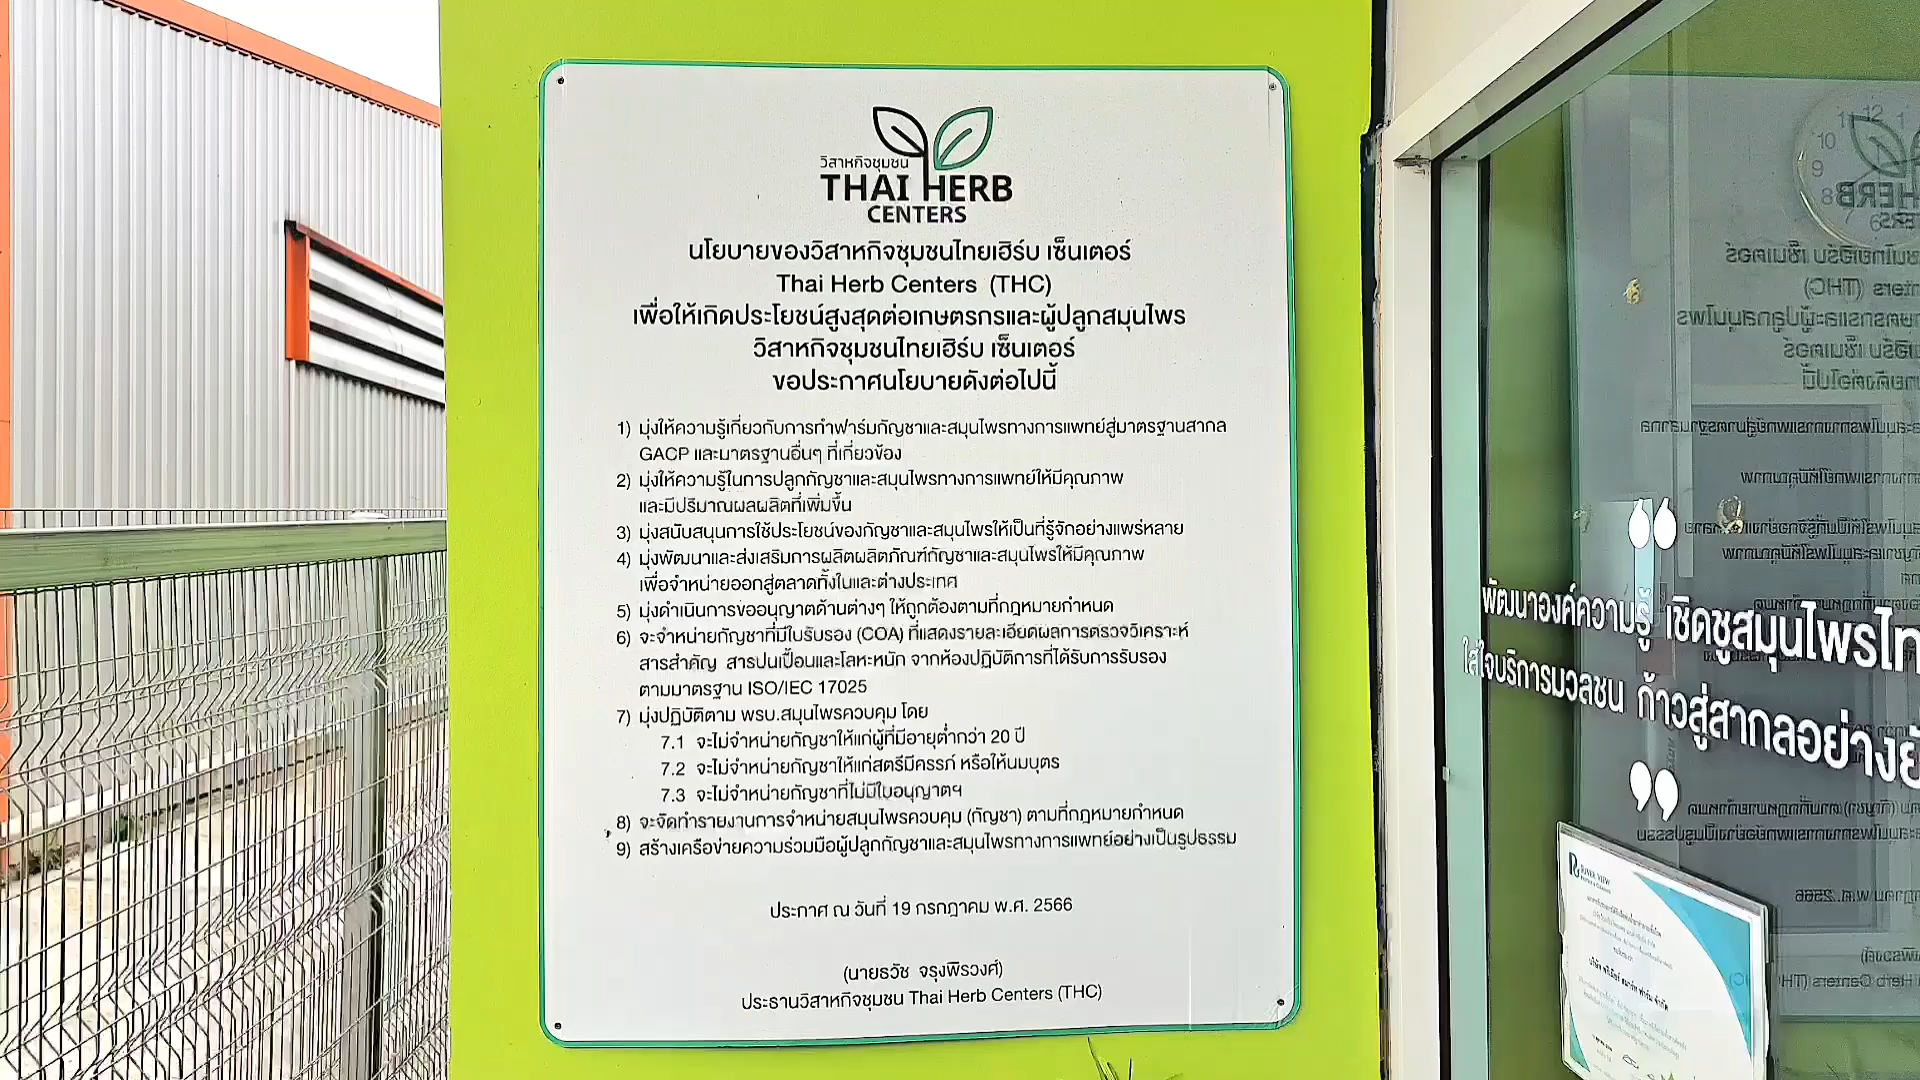 วิสาหกิจชุมชน
THAI HERB
CENTERS
นโยบายของวิสาหกิจชุมชนไทยเฮิร์บ เซ็นเตอร์
Thai Herb Centers (THC)
เพื่อให้เกิดประโยชน์สูงสุดต่อเกษตรกรและผู้ปลูกสมุนไพร
วิสาหกิจชุมชนไทยเฮิร์บ เซ็นเตอร์
ขอประกาศนโยบายดังต่อไปนี้
1) มุ่งให้ความรู้เกี่ยวกับการทำฟาร์มกัญชาและสมุนไพรทางการแพทย์สู่มาตรฐานสากล
GACP และมาตรฐานอื่นๆ ที่เกี่ยวข้อง
2) มุ่งให้ความรู้ในการปลูกกัญชาและสมุนไพรทางการแพทย์ให้มีคุณภาพ
และมีปริมาณผลผลิตที่เพิ่มขึ้น
3) มุ่งสนับสนุนการใช้ประโยชน์ของกัญชาและสมุนไพรให้เป็นที่รู้จักอย่างแพร่หลาย
4) มุ่งพัฒนาและส่งเสริมการผลิตผลิตภัณฑ์กัญชาและสมุนไพรให้มีคุณภาพ
เพื่อจำหน่ายออกสู่ตลาดทั้งในและต่างประเทศ
5) มุ่งดำเนินการขออนุญาตด้านต่างๆ ให้ถูกต้องตามที่กฎหมายกำหนด
6) จะจำหน่ายกัญชาที่มีใบรับรอง (COA) ที่แสดงรายละเอียดผลการตรวจวิเคราะห์
สารสำคัญ สารปนเปื้อนและโลหะหนัก จากห้องปฏิบัติการที่ได้รับการรับรอง
ตามมาตรฐาน ISO/IEC 17025
7) มุ่งปฏิบัติตาม พรบ.สมุนไพรควบคุม โดย
7.1 จะไม่จำหน่ายกัญชาให้แก่ผู้ที่มีอายุต่ำกว่า 20 ปี
7.2 จะไม่จำหน่ายกัญชาให้แก่สตรีมีครรภ์ หรือให้นมบุตร
7.3 จะไม่จำหน่ายกัญชาที่ไม่มีใบอนุญาตฯ
8) จะจัดทำรายงานการจำหน่ายสมุนไพรควบคุม (กัญชา) ตามที่กฎหมายกำหนด
9) สร้างเครือข่ายความร่วมมือผู้ปลูกกัญชาและสมุนไพรทางการแพทย์อย่างเป็นรูปธรรม
ประกาศ ณ วันที่ 19 กรกฎาคม พ.ศ. 2566
(นายธวัช จรุงพิรวงศ์)
ประธานวิสาหกิจชุมชน Thai Herb Centers (THC)
พัฒนาองค์ความรู้ เชิดชูสมุนไพรไท
ใส่ใจบริการมวลชน ก้าวสู่สากลอย่าง